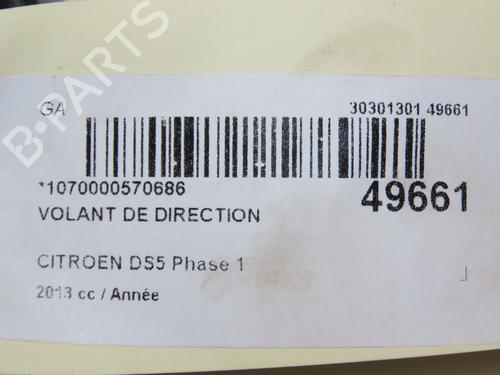 GA
30301301 49661
B-PARTS
*1070000570686
49661
VOLANT DE DIRECTION
CITROEN DS5 Phase 1
2013 cc / Année